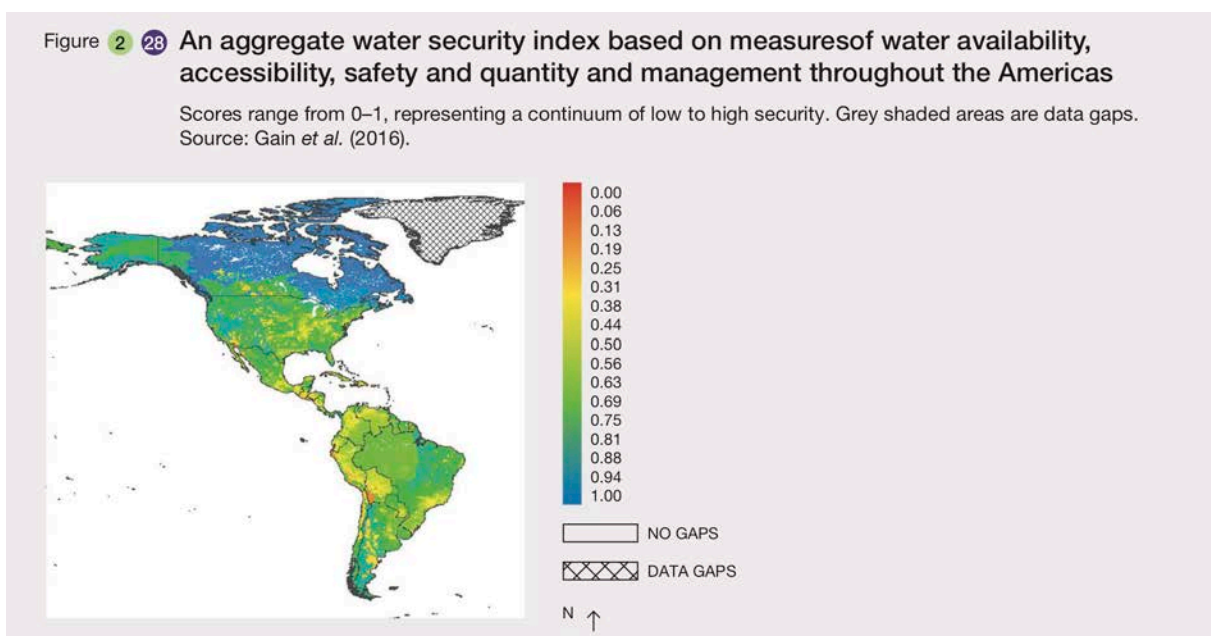 Figure 2 28 An aggregate water security index based on measuresof water availability,
accessibility, safety and quantity and management throughout the Americas
Scores range from 0–1, representing a continuum of low to high security. Grey shaded areas are data gaps.
Source: Gain et al. (2016).
0.00
0.06
0.13
0.19
0.25
0.31
0.38
0.44
0.50
0.56
0.63
0.69
0.75
0.81
0.88
0.94
1.00
NO GAPS
DATA GAPS
N